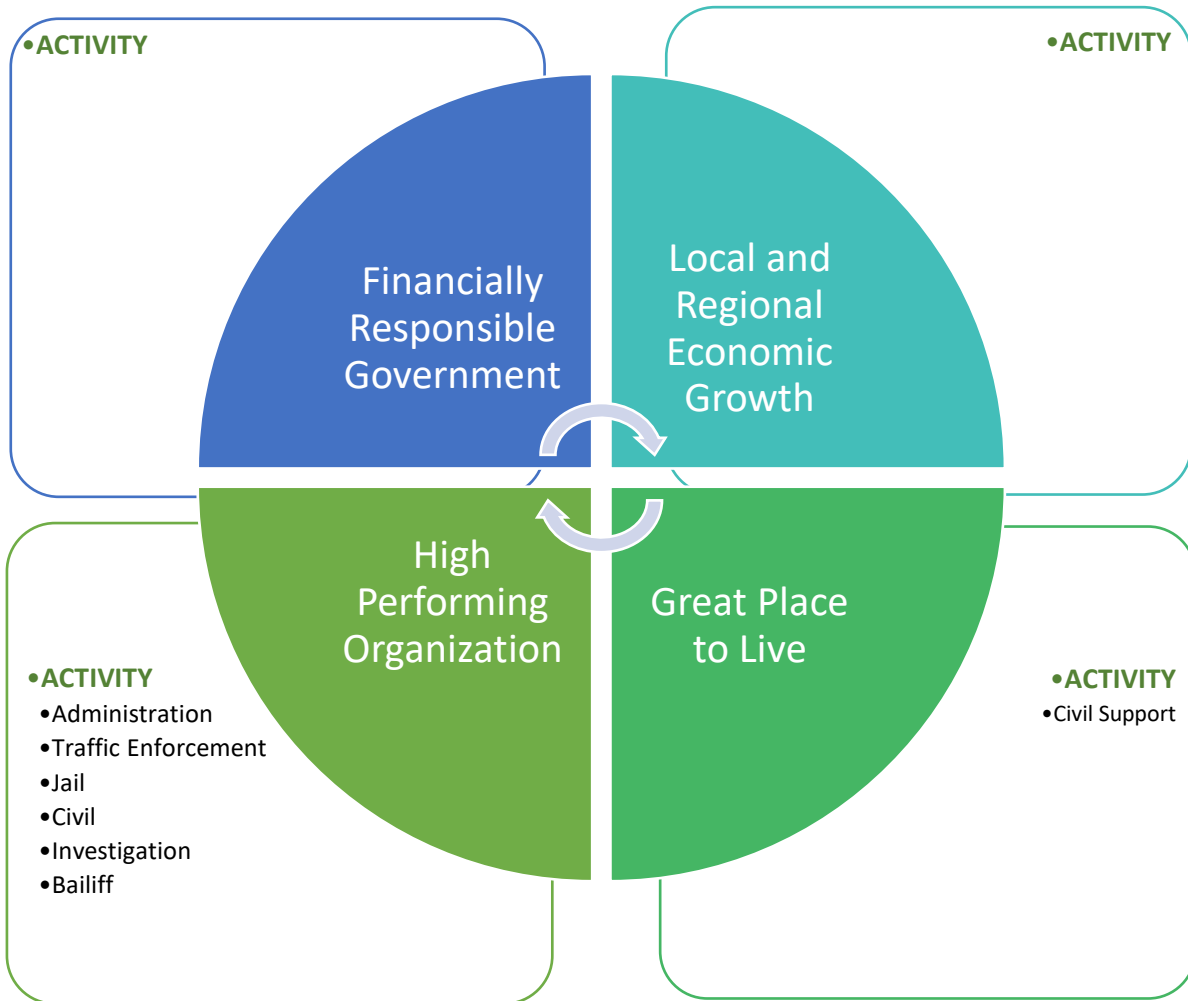 •ACTIVITY
•ACTIVITY
Financially
Responsible
Government
Local and
Regional
Economic
Growth
High
Performing
Organization
Great Place
to Live
•ACTIVITY
•Administration
•Traffic Enforcement
•Jail
•Civil
•Investigation
•Bailiff
•ACTIVITY
•Civil Support